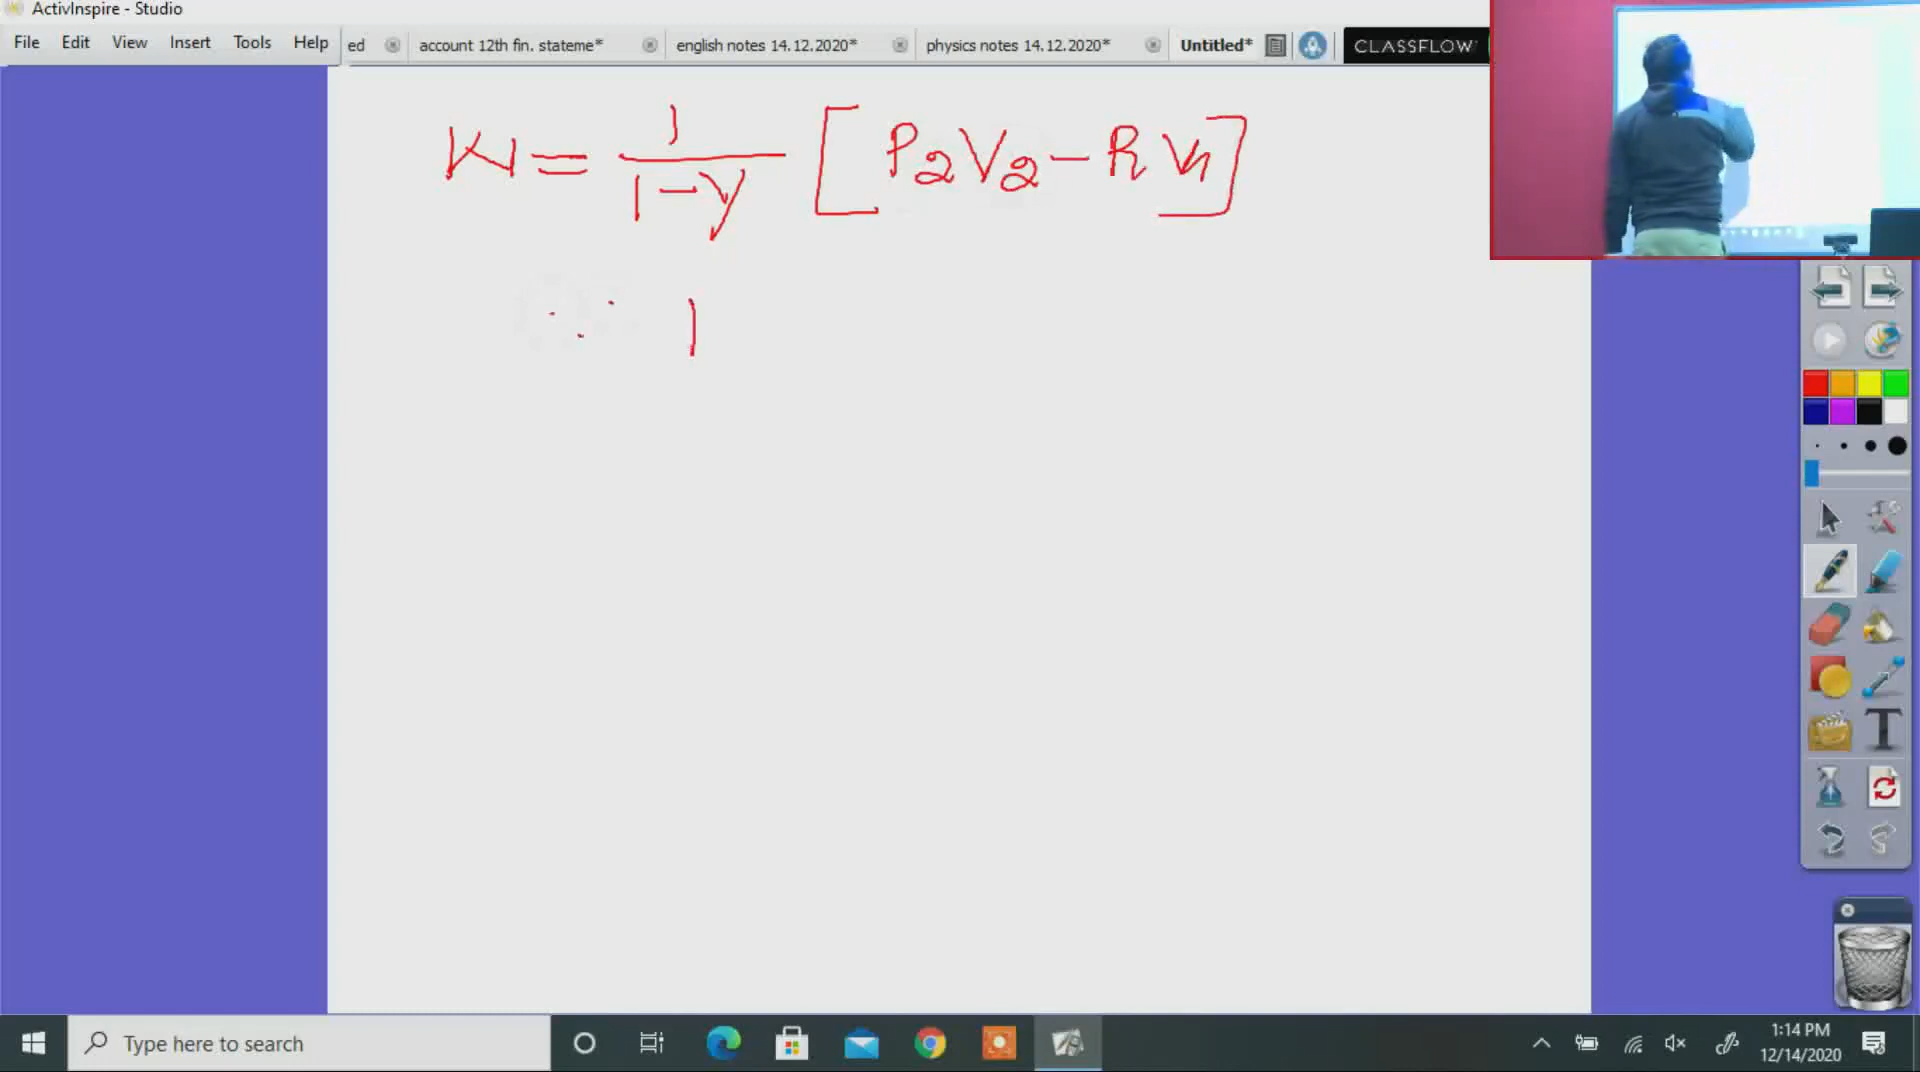 ActivInspire - Studio
File Edit View Insert Tools Help ed account 12th fin. stateme* english notes 14.12.2020* physics notes 14.12.2020* Untitled* CLASSFLOW
W = 1/(1-γ) [P₂V₂ - P₁V₁]
∵ 1
T
Type here to search
1:14 PM
12/14/2020